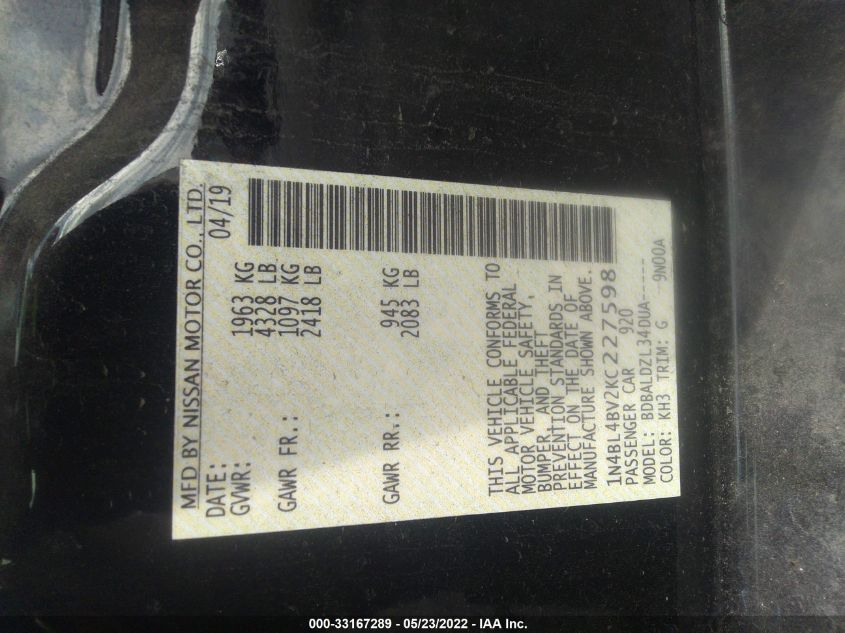 MFD BY NISSAN MOTOR CO., LTD.
DATE: 04/19
GVWR: 1963 KG
4328 LB
GAWR FR.: 1097 KG
2418 LB
GAWR RR.: 945 KG
2083 LB
THIS VEHICLE CONFORMS TO
ALL APPLICABLE FEDERAL
MOTOR VEHICLE SAFETY,
BUMPER, AND THEFT
PREVENTION STANDARDS IN
EFFECT ON THE DATE OF
MANUFACTURE SHOWN ABOVE.
1N4BL4BV2KC227598
PASSENGER CAR 920
MODEL: BDBALDZL34DUA-----
COLOR: KH3 TRIM: G 9N00A
000-33167289 - 05/23/2022 - IAA Inc.